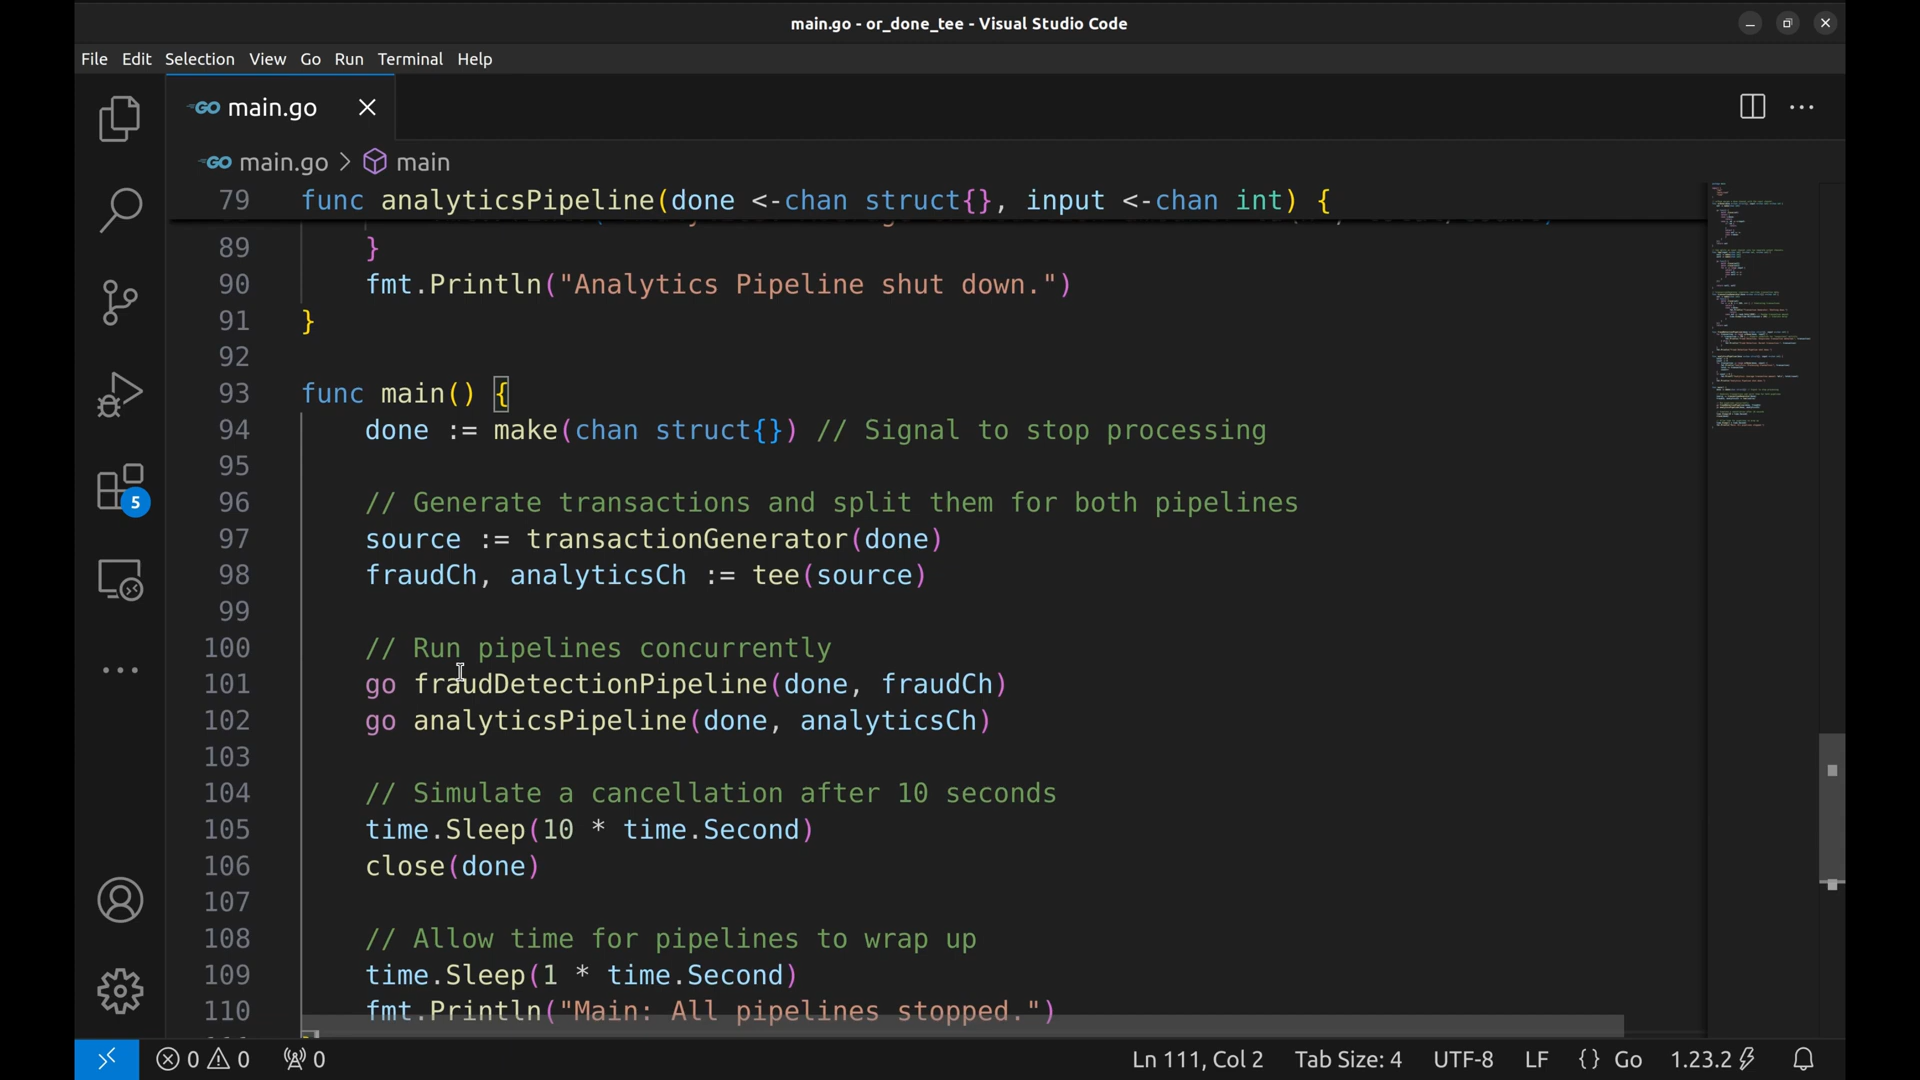 main.go - or_done_tee - Visual Studio Code
File Edit Selection View Go Run Terminal Help
GO main.go
GO main.go > main
79 func analyticsPipeline(done <-chan struct{}, input <-chan int) {
89 }
90 fmt.Println("Analytics Pipeline shut down.")
91 }
92
93 func main() {
94 done := make(chan struct{}) // Signal to stop processing
95
96 // Generate transactions and split them for both pipelines
97 source := transactionGenerator(done)
98 fraudCh, analyticsCh := tee(source)
99
100 // Run pipelines concurrently
101 go fraudDetectionPipeline(done, fraudCh)
102 go analyticsPipeline(done, analyticsCh)
103
104 // Simulate a cancellation after 10 seconds
105 time.Sleep(10 * time.Second)
106 close(done)
107
108 // Allow time for pipelines to wrap up
109 time.Sleep(1 * time.Second)
110 fmt.Println("Main: All pipelines stopped.")
5
0 0 0 Ln 111, Col 2 Tab Size: 4 UTF-8 LF {} Go 1.23.2